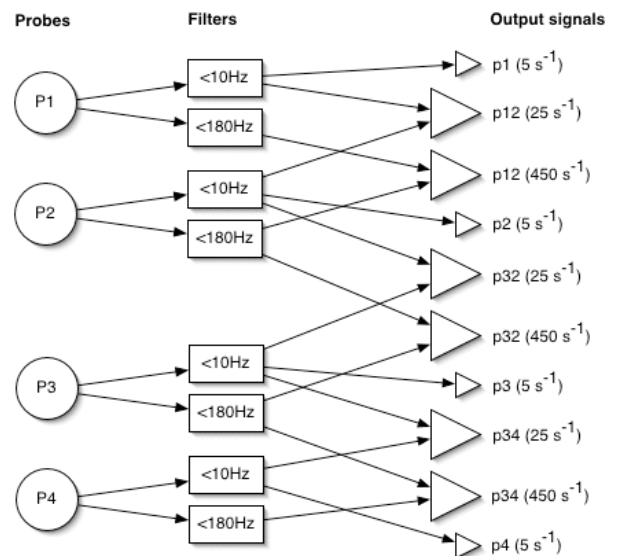 Probes Filters Output signals
P1
<10Hz
<180Hz
P2
<10Hz
<180Hz
P3
<10Hz
<180Hz
P4
<10Hz
<180Hz
p1 (5 s⁻¹)
p12 (25 s⁻¹)
p12 (450 s⁻¹)
p2 (5 s⁻¹)
p32 (25 s⁻¹)
p32 (450 s⁻¹)
p3 (5 s⁻¹)
p34 (25 s⁻¹)
p34 (450 s⁻¹)
p4 (5 s⁻¹)